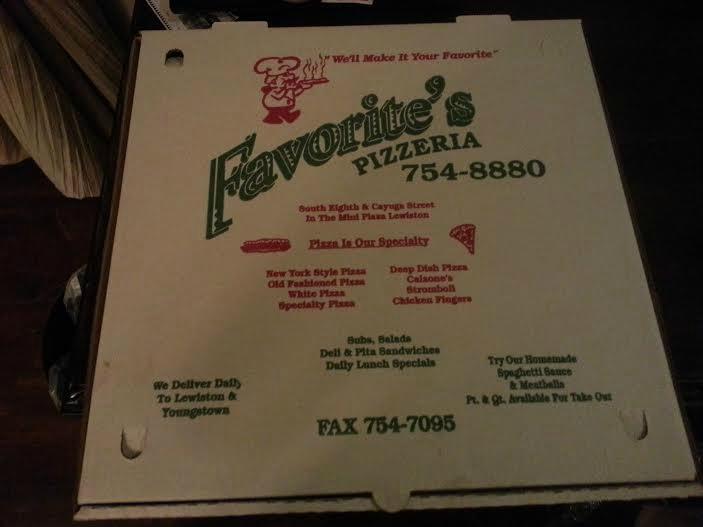 "We'll Make It Your Favorite"
Favorite's
PIZZERIA
754-8880
South Eighth & Cayuga Street
In The Mini Plaza Lewiston
Pizza Is Our Specialty
New York Style Pizza
Old Fashioned Pizza
White Pizza
Specialty Pizza
Deep Dish Pizza
Calzone's
Stromboli
Chicken Fingers
Subs, Salads
Deli & Pita Sandwiches
Daily Lunch Specials
We Deliver Daily
To Lewiston &
Youngstown
Try Our Homemade
Spaghetti Sauce
& Meatballs
Pt. & Qt. Available For Take Out
FAX 754-7095